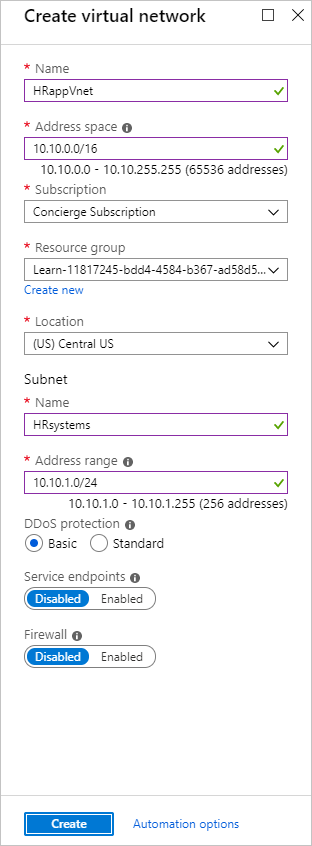 Create virtual network
* Name
HRappVnet
* Address space
10.10.0.0/16
10.10.0.0 - 10.10.255.255 (65536 addresses)
* Subscription
Concierge Subscription
* Resource group
Learn-11817245-bdd4-4584-b367-ad58d5...
Create new
* Location
(US) Central US
Subnet
* Name
HRsystems
* Address range
10.10.1.0/24
10.10.1.0 - 10.10.1.255 (256 addresses)
DDoS protection
Basic Standard
Service endpoints
Disabled Enabled
Firewall
Disabled Enabled
Create Automation options